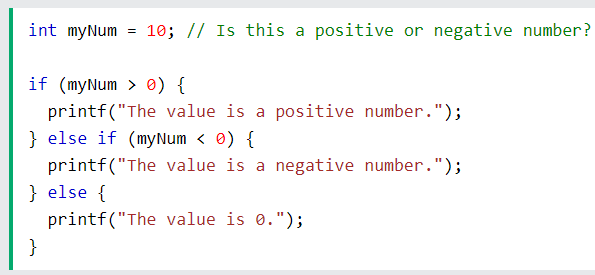 int myNum = 10; // Is this a positive or negative number?
if (myNum > 0) {
  printf("The value is a positive number.");
} else if (myNum < 0) {
  printf("The value is a negative number.");
} else {
  printf("The value is 0.");
}